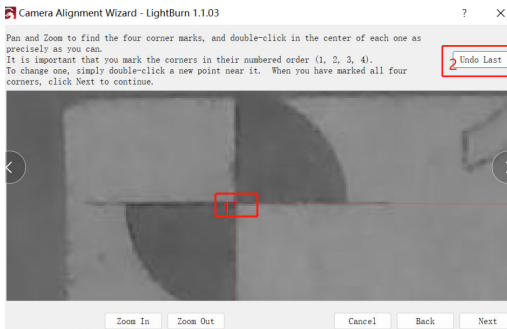 Camera Alignment Wizard - LightBurn 1.1.03
? ×
Pan and Zoom to find the four corner marks, and double-click in the center of each one as
precisely as you can.
It is important that you mark the corners in their numbered order (1, 2, 3, 4).
To change one, simply double-click a new point near it. When you have marked all four
corners, click Next to continue.
2 Undo Last
1
Zoom In Zoom Out Cancel Back Next